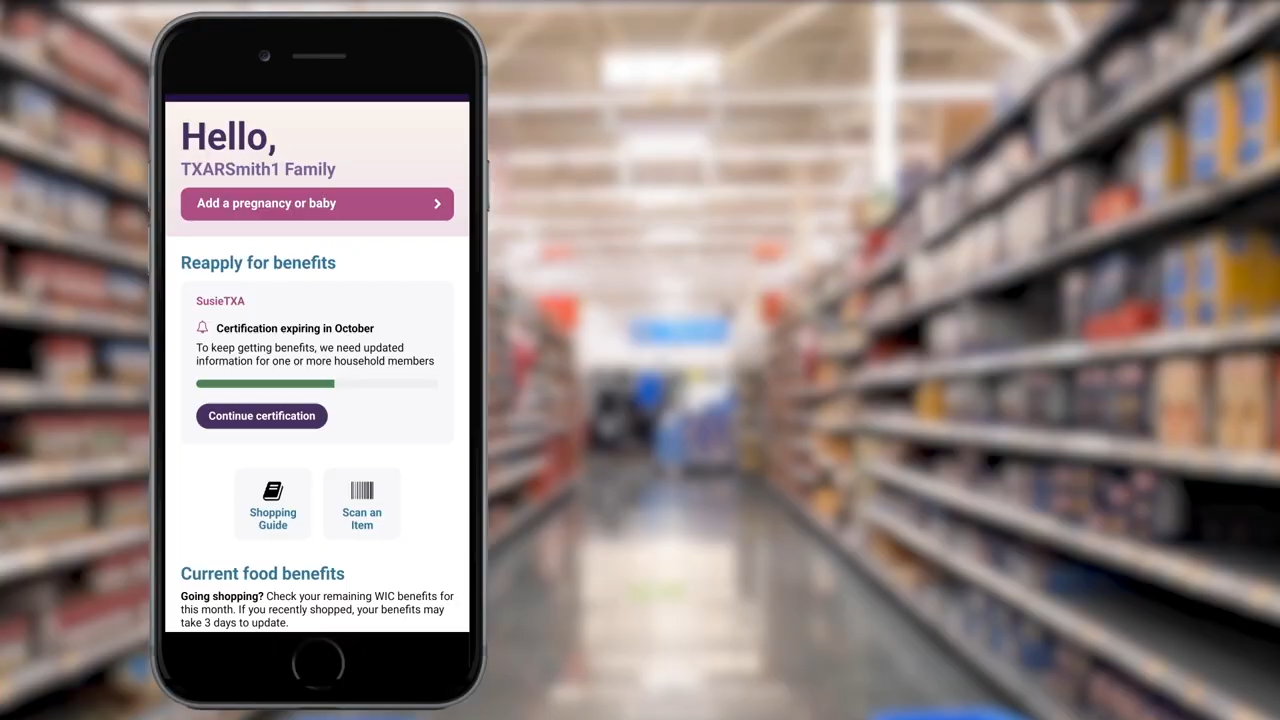 Hello,
TXARSmith1 Family
Add a pregnancy or baby
Reapply for benefits
SusieTXA
Certification expiring in October
To keep getting benefits, we need updated
information for one or more household members
Continue certification
Shopping
Guide
Scan an
Item
Current food benefits
Going shopping? Check your remaining WIC benefits for
this month. If you recently shopped, your benefits may
take 3 days to update.